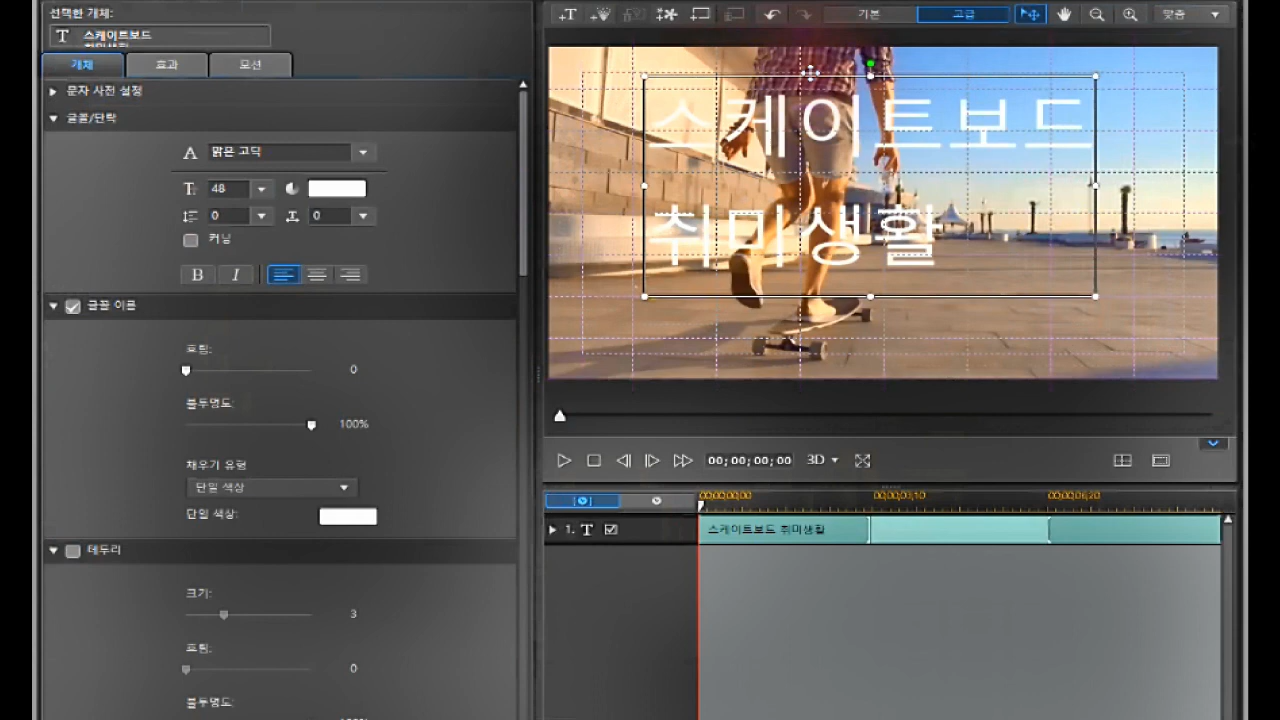 선택한 개체:
T 스케이트보드
취미생활
개체 효과 모션
문자 사전 설정
글꼴/단락
맑은 고딕
48
0 0
커닝
B I
글꼴 이름
흐림:
0
불투명도:
100%
채우기 유형
단일 색상
단일 색상:
테두리
크기:
3
흐림:
0
불투명도:
100%
기본 고급 맞춤
스케이트보드
취미생활
00;00;00;00 3D
00;00;00;00 00;00;03;10 00;00;06;20
1. T 스케이트보드 취미생활